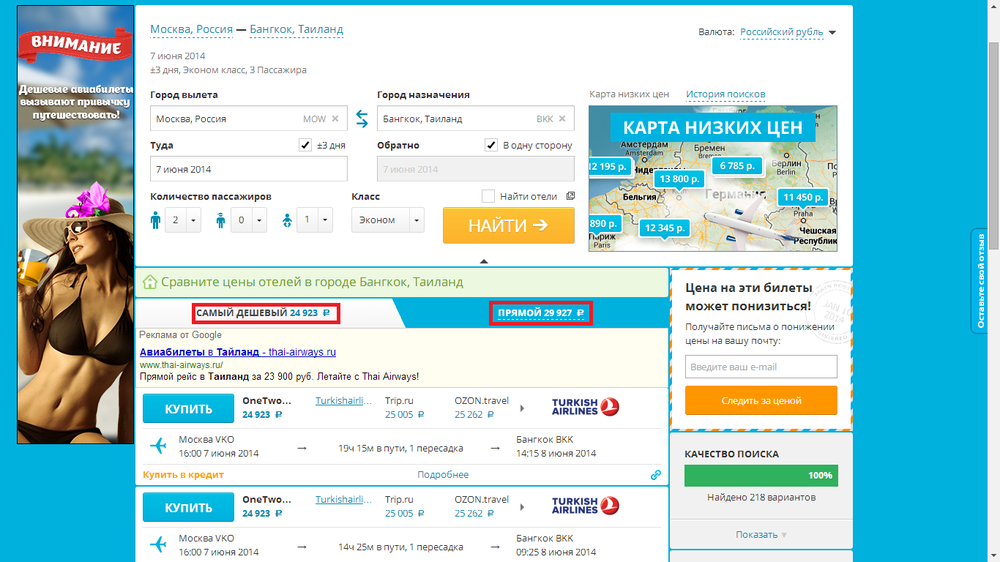 ВНИМАНИЕ
Дешевые авиабилеты
вызывают привычку
путешествовать!
Москва, Россия — Бангкок, Таиланд
Валюта: Российский рубль
7 июня 2014
±3 дня, Эконом класс, 3 Пассажира
Город вылета
Город назначения
Москва, Россия MOW ×
Бангкок, Таиланд BKK ×
Туда
±3 дня
Обратно
В одну сторону
7 июня 2014
7 июня 2014
Количество пассажиров
Класс
Найти отели
2
0
1
Эконом
НАЙТИ →
Карта низких цен
История поисков
КАРТА НИЗКИХ ЦЕН
Амстердам
Amsterdam
Бремен
Bremen
Берлин
Berlin
12 195 р.
13 800 р.
6 785 р.
Германия
Бельгия
11 450 р.
Praha
890 р.
12 345 р.
Чешская
Республика
Париж
Paris
Оставьте свой отзыв
Сравните цены отелей в городе Бангкок, Таиланд
САМЫЙ ДЕШЕВЫЙ 24 923 ₽
ПРЯМОЙ 29 927 ₽
Реклама от Google
Авиабилеты в Тайланд - thai-airways.ru
www.thai-airways.ru/
Прямой рейс в Таиланд за 23 900 руб. Летайте с Thai Airways!
КУПИТЬ
OneTwo...
24 923 ₽
Turkishairli...
Trip.ru
25 005 ₽
OZON.travel
25 262 ₽
TURKISH
AIRLINES
Москва VKO
16:00 7 июня 2014
→
19ч 15м в пути, 1 пересадка
→
Бангкок BKK
14:15 8 июня 2014
Купить в кредит
Подробнее
КУПИТЬ
OneTwo...
24 923 ₽
Turkishairli...
Trip.ru
25 005 ₽
OZON.travel
25 262 ₽
TURKISH
AIRLINES
Москва VKO
16:00 7 июня 2014
→
14ч 25м в пути, 1 пересадка
→
Бангкок BKK
09:25 8 июня 2014
Цена на эти билеты
может понизиться!
Получайте письма о понижении
цены на вашу почту:
Введите ваш e-mail
Следить за ценой
КАЧЕСТВО ПОИСКА
100%
Найдено 218 вариантов
Показать